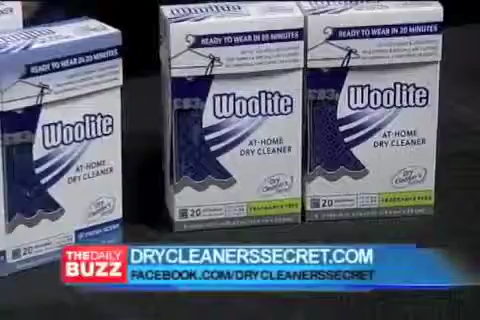 READY TO WEAR IN 20 MINUTES
Woolite
AT-HOME
DRY CLEANER
20
FRESH SCENT
READY TO WEAR IN 20 MINUTES
Woolite
AT-HOME
DRY CLEANER
Dry
Cleaner's
Secret
20
FRAGRANCE FREE
READY TO WEAR IN 20 MINUTES
Woolite
AT-HOME
DRY CLEANER
Dry
Cleaner's
Secret
20
FRAGRANCE FREE
THE DAILY
BUZZ
DRYCLEANERSSECRET.COM
FACEBOOK.COM/DRYCLEANERSSECRET